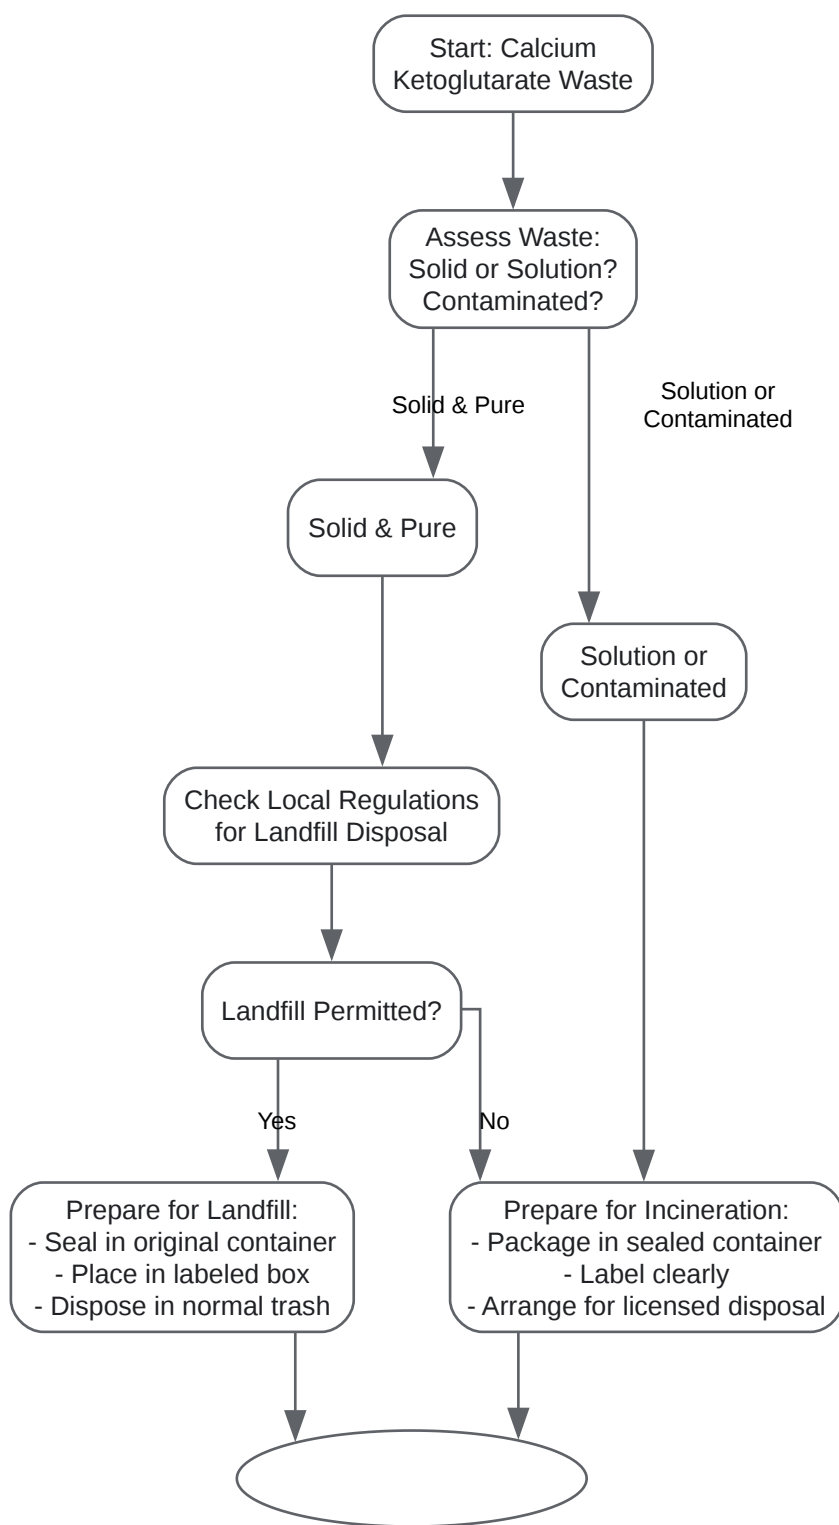 Start: Calcium
Ketoglutarate Waste
Assess Waste:
Solid or Solution?
Contaminated?
Solid & Pure
Solution or
Contaminated
Solid & Pure
Solution or
Contaminated
Check Local Regulations
for Landfill Disposal
Landfill Permitted?
Yes
No
Prepare for Landfill:
- Seal in original container
- Place in labeled box
- Dispose in normal trash
Prepare for Incineration:
- Package in sealed container
- Label clearly
- Arrange for licensed disposal